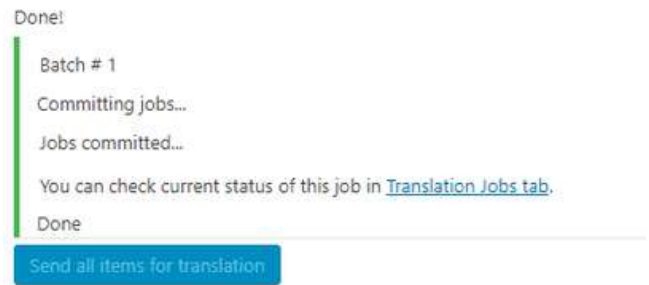 Done!
Batch # 1
Committing jobs...
Jobs committed...
You can check current status of this job in Translation Jobs tab.
Done
Send all items for translation